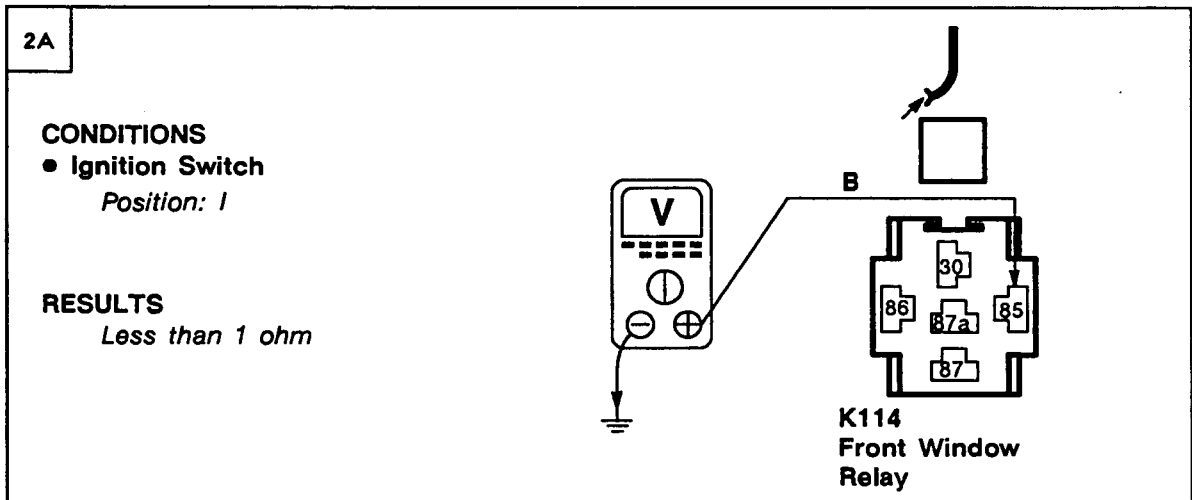 2A
CONDITIONS
● Ignition Switch
Position: I
RESULTS
Less than 1 ohm
V
B
30
86
87a
85
87
K114
Front Window
Relay